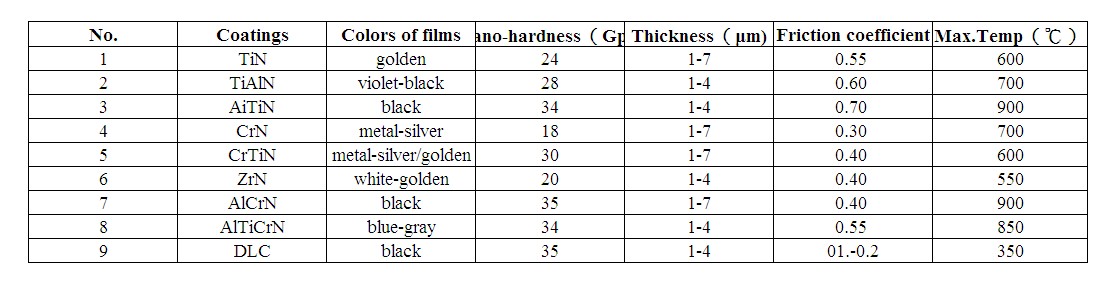 No. Coatings Colors of films ano-hardness（Gp Thickness（μm) Friction coefficient Max.Temp（℃）
1 TiN golden 24 1-7 0.55 600
2 TiAlN violet-black 28 1-4 0.60 700
3 AiTiN black 34 1-4 0.70 900
4 CrN metal-silver 18 1-7 0.30 700
5 CrTiN metal-silver/golden 30 1-7 0.40 600
6 ZrN white-golden 20 1-4 0.40 550
7 AlCrN black 35 1-7 0.40 900
8 AlTiCrN blue-gray 34 1-4 0.55 850
9 DLC black 35 1-4 01.-0.2 350